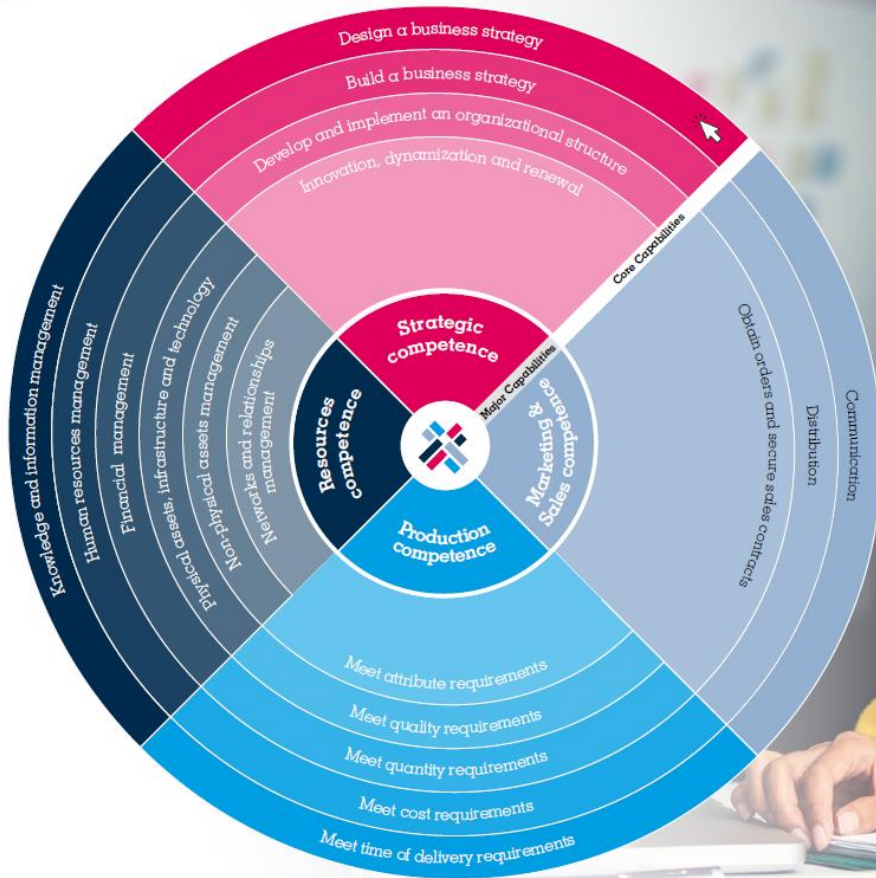 Design a business strategy
Build a business strategy
Develop and implement an organizational structure
Innovation, dynamization and renewal
Core Capabilities
Strategic
competence
Major Capabilities
Knowledge and information management
Human resources management
Financial management
Physical assets, infrastructure and technology
Non-physical assets management
Networks and relationships
management
Resources
competence
Marketing &
Sales competence
Obtain orders and secure sales contracts
Distribution
Communication
Production
competence
Meet attribute requirements
Meet quality requirements
Meet quantity requirements
Meet cost requirements
Meet time of delivery requirements